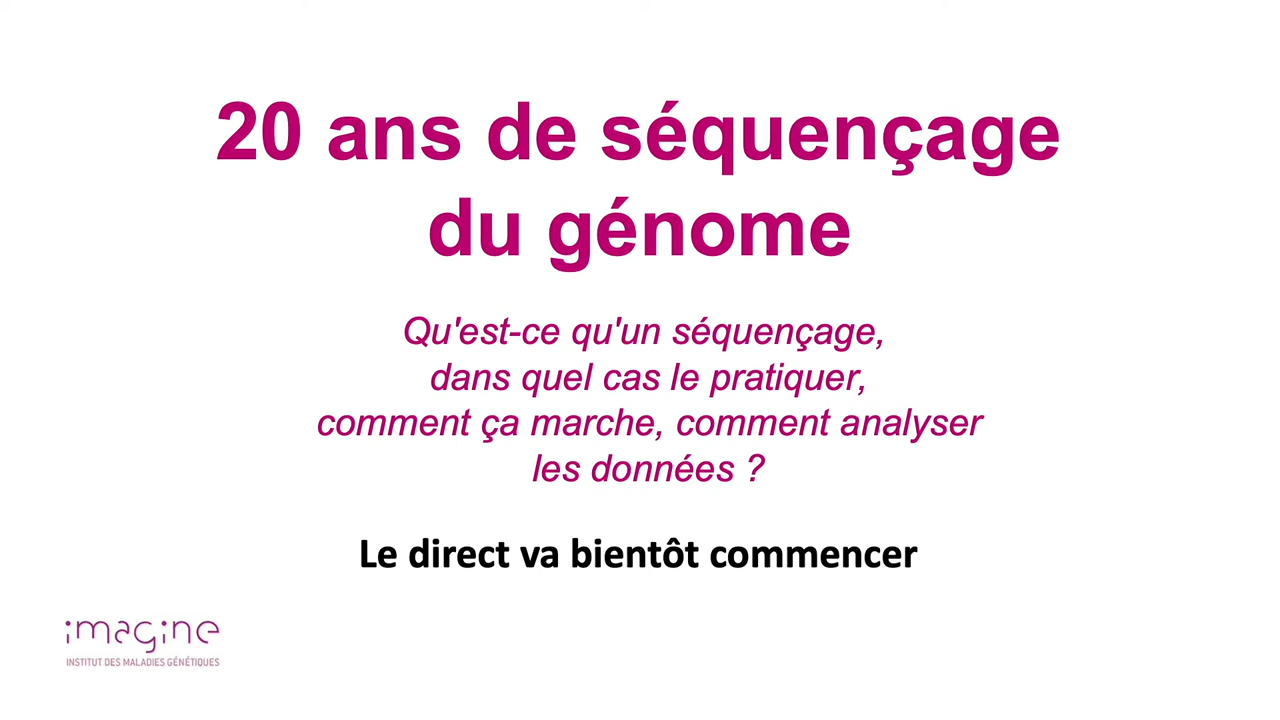 20 ans de séquençage
du génome
Qu'est-ce qu'un séquençage,
dans quel cas le pratiquer,
comment ça marche, comment analyser
les données ?
Le direct va bientôt commencer
imagine
INSTITUT DES MALADIES GÉNÉTIQUES